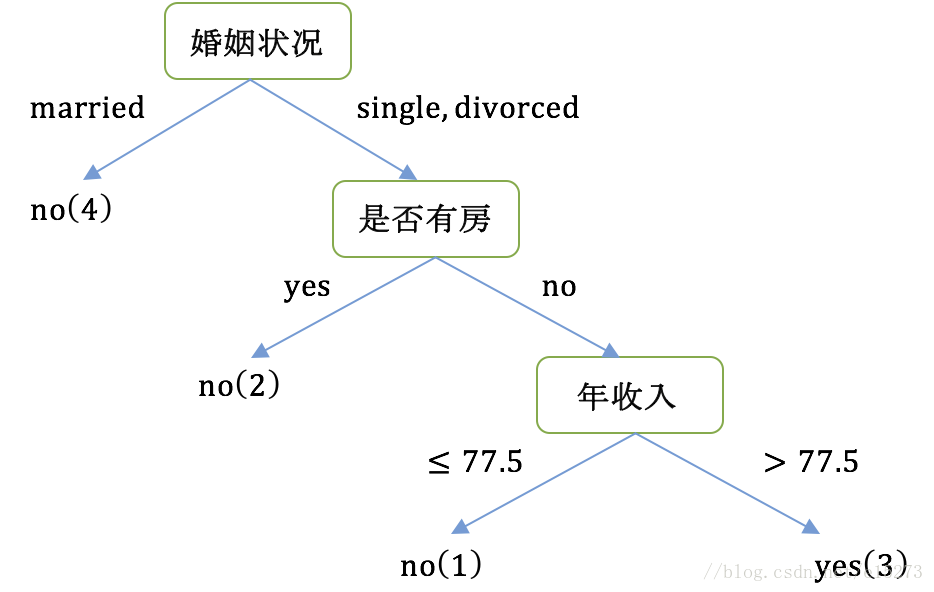 婚姻状况
married
single, divorced
no(4)
是否有房
yes
no
no(2)
年收入
≤ 77.5
> 77.5
no(1)
yes(3)